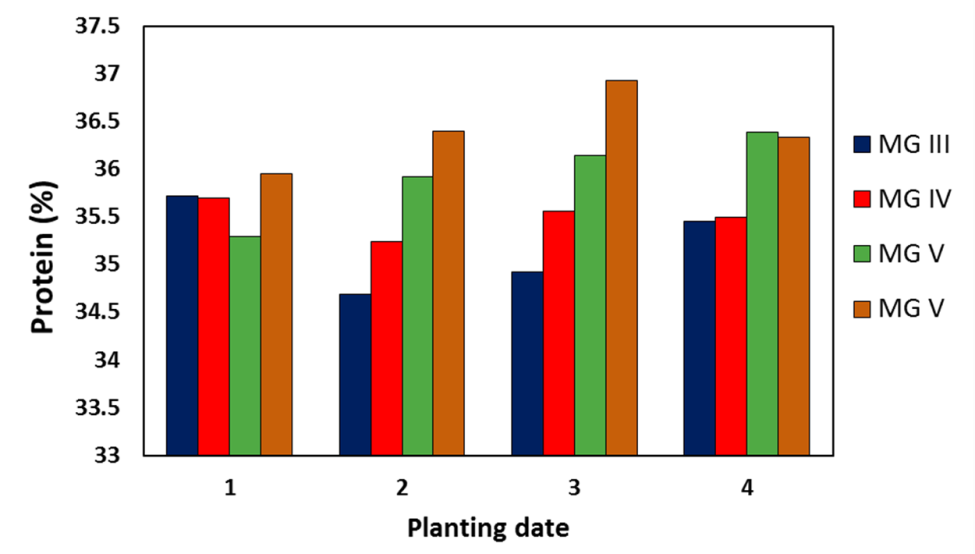 37.5
37
36.5
36
35.5
35
34.5
34
33.5
33
Protein (%)
1 2 3 4
Planting date
MG III
MG IV
MG V
MG V